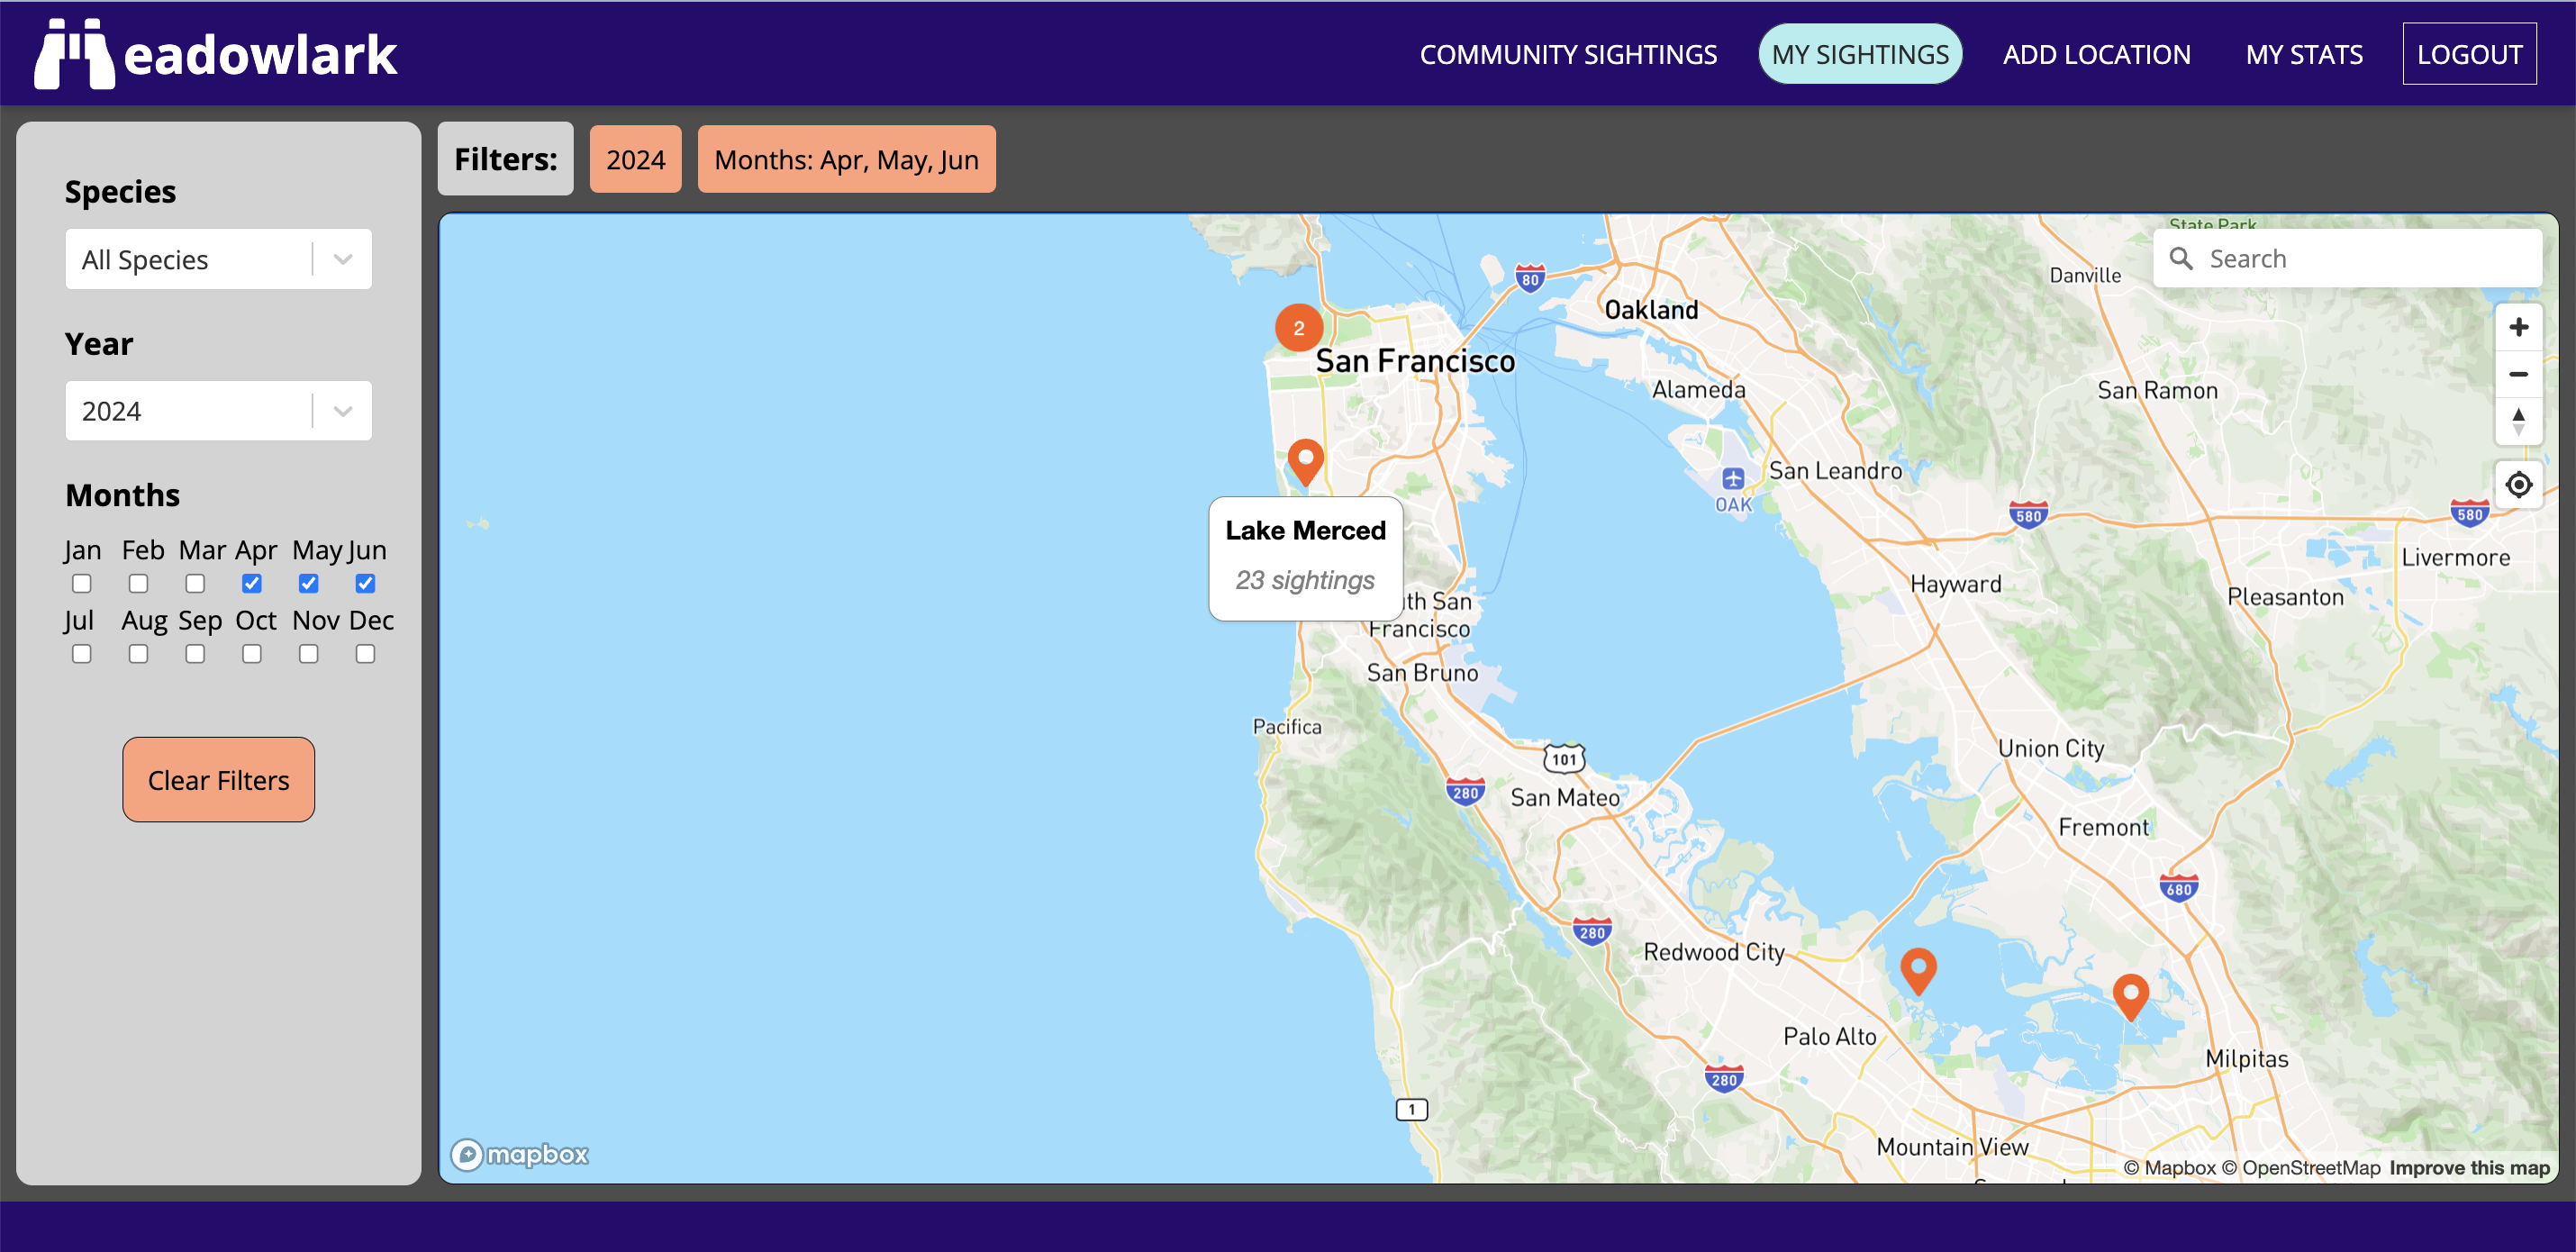 eadowlark
COMMUNITY SIGHTINGS
MY SIGHTINGS
ADD LOCATION
MY STATS
LOGOUT
Species
All Species
Year
2024
Months
Jan Feb Mar Apr May Jun
Jul Aug Sep Oct Nov Dec
Clear Filters
Filters:
2024
Months: Apr, May, Jun
State Park
Search
Danville
80
Oakland
2
San Francisco
Alameda
San Ramon
San Leandro
OAK
580
580
Livermore
Lake Merced
23 sightings
Hayward
Pleasanton
th San
Francisco
San Bruno
Pacifica
Union City
101
280
San Mateo
Fremont
680
280
Redwood City
Palo Alto
Milpitas
280
1
Mountain View
mapbox
© Mapbox © OpenStreetMap Improve this map